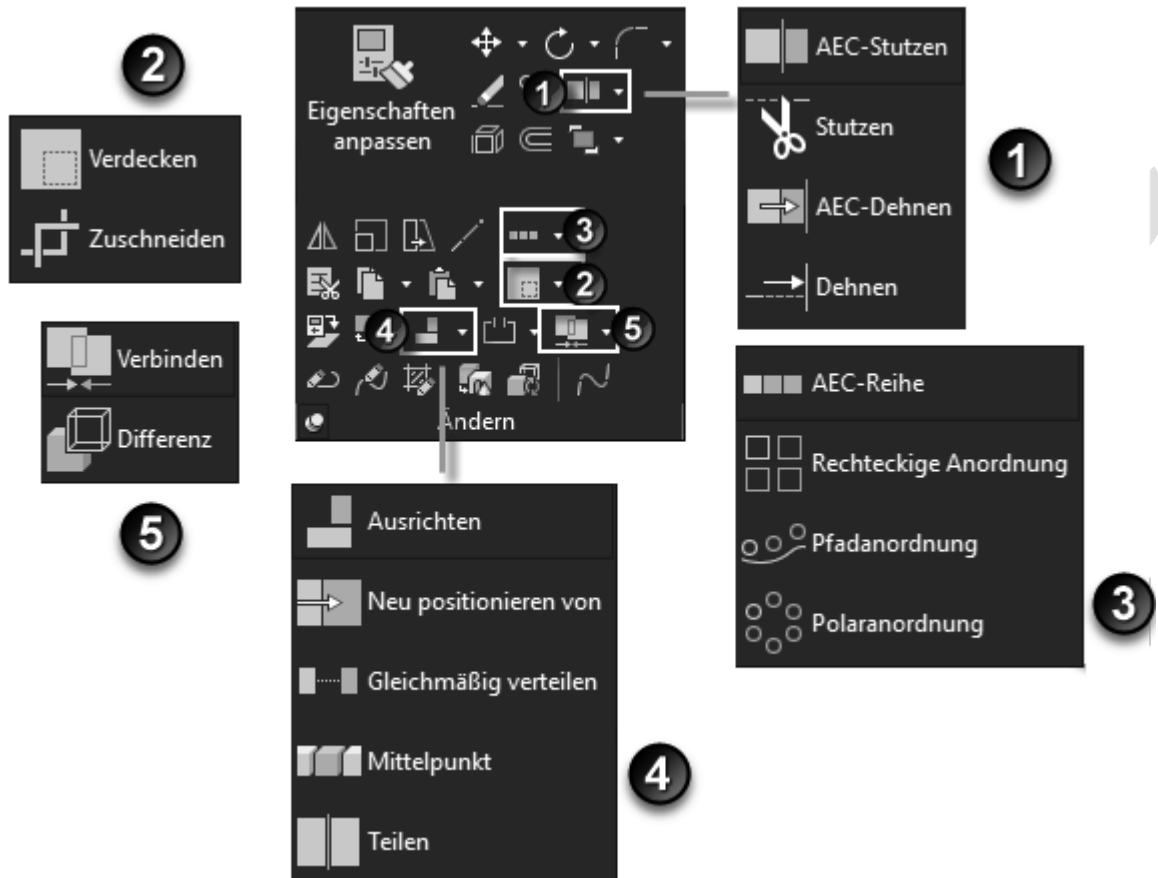 2
Verdecken
Zuschneiden
Eigenschaften
anpassen
1
3
2
4
5
Ändern
AEC-Stutzen
Stutzen
1
AEC-Dehnen
Dehnen
Verbinden
Differenz
5
AEC-Reihe
Rechteckige Anordnung
Pfadanordnung
Polaranordnung
3
Ausrichten
Neu positionieren von
Gleichmäßig verteilen
Mittelpunkt
4
Teilen